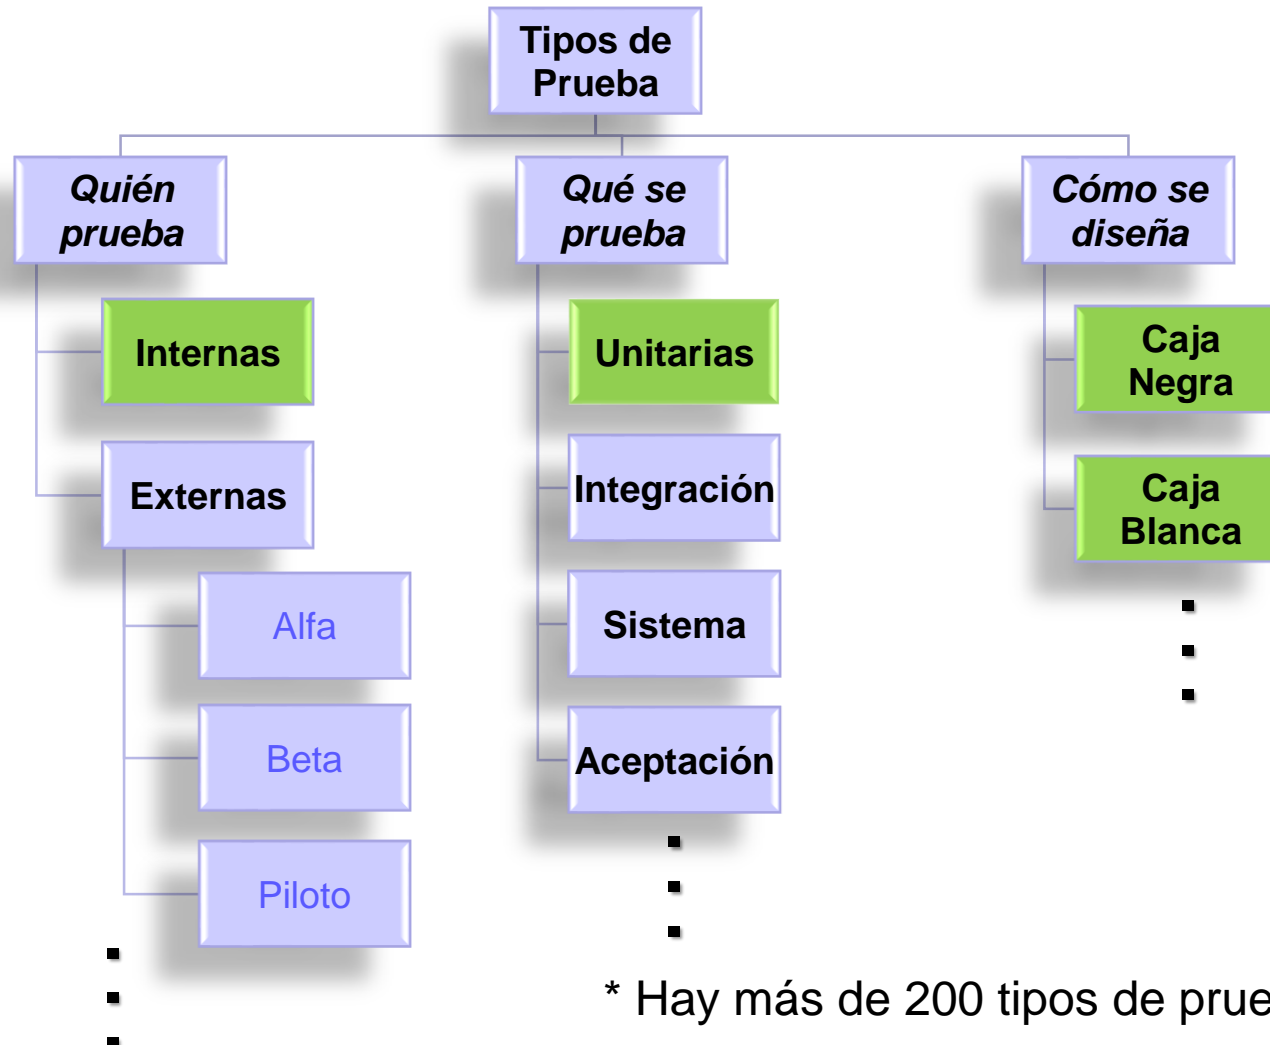 Tipos de
Prueba
Quién
prueba
Qué se
prueba
Cómo se
diseña
Internas
Unitarias
Caja
Negra
Externas
Integración
Caja
Blanca
Alfa
Sistema
Beta
Aceptación
Piloto
* Hay más de 200 tipos de